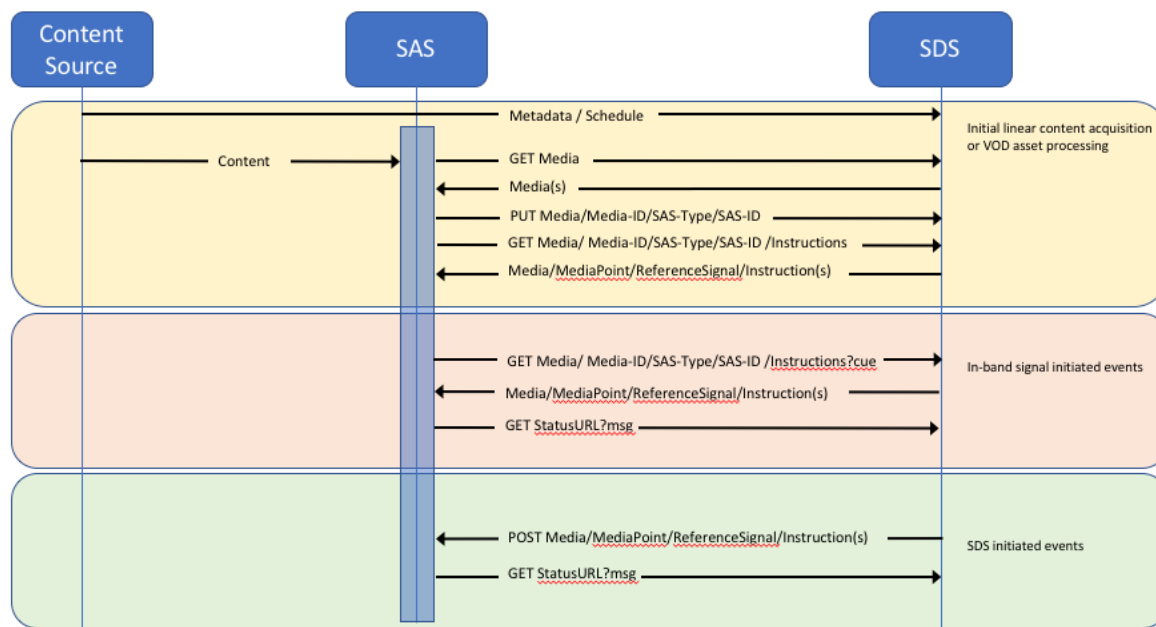 Content
Source
SAS
SDS
Metadata / Schedule
Initial linear content acquisition
or VOD asset processing
Content
GET Media
Media(s)
PUT Media/Media-ID/SAS-Type/SAS-ID
GET Media/ Media-ID/SAS-Type/SAS-ID /Instructions
Media/MediaPoint/ReferenceSignal/Instruction(s)
GET Media/ Media-ID/SAS-Type/SAS-ID /Instructions?cue
In-band signal initiated events
Media/MediaPoint/ReferenceSignal/Instruction(s)
GET StatusURL?msg
POST Media/MediaPoint/ReferenceSignal/Instruction(s)
SDS initiated events
GET StatusURL?msg